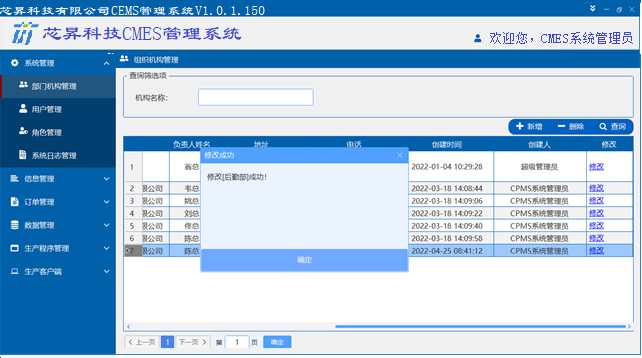 芯昇科技有限公司CEMS管理系统V1.0.1.150
芯昇科技CMES管理系统
欢迎您，CMES系统管理员
系统管理
部门机构管理
用户管理
角色管理
系统日志管理
信息管理
订单管理
数据管理
生产程序管理
生产客户端
组织机构管理
查询筛选项
机构名称：
新增 删除 查询
负责人姓名 地址 电话 创建时间 创建人 修改
1 翁总 2022-01-04 10:29:28 超级管理员 修改
2 限公司 韦总 2022-03-18 14:08:44 CPMS系统管理员 修改
3 限公司 姚总 2022-03-18 14:09:06 CPMS系统管理员 修改
4 限公司 刘总 2022-03-18 14:09:22 CPMS系统管理员 修改
5 限公司 佟总 2022-03-18 14:09:40 CPMS系统管理员 修改
6 限公司 陈总 2022-03-18 14:09:58 CPMS系统管理员 修改
7 限公司 陈总 2022-04-25 08:41:12 CPMS系统管理员 修改
修改成功
修改[后勤部]成功！
确定
上一页 1 下一页 第 1 页 确定